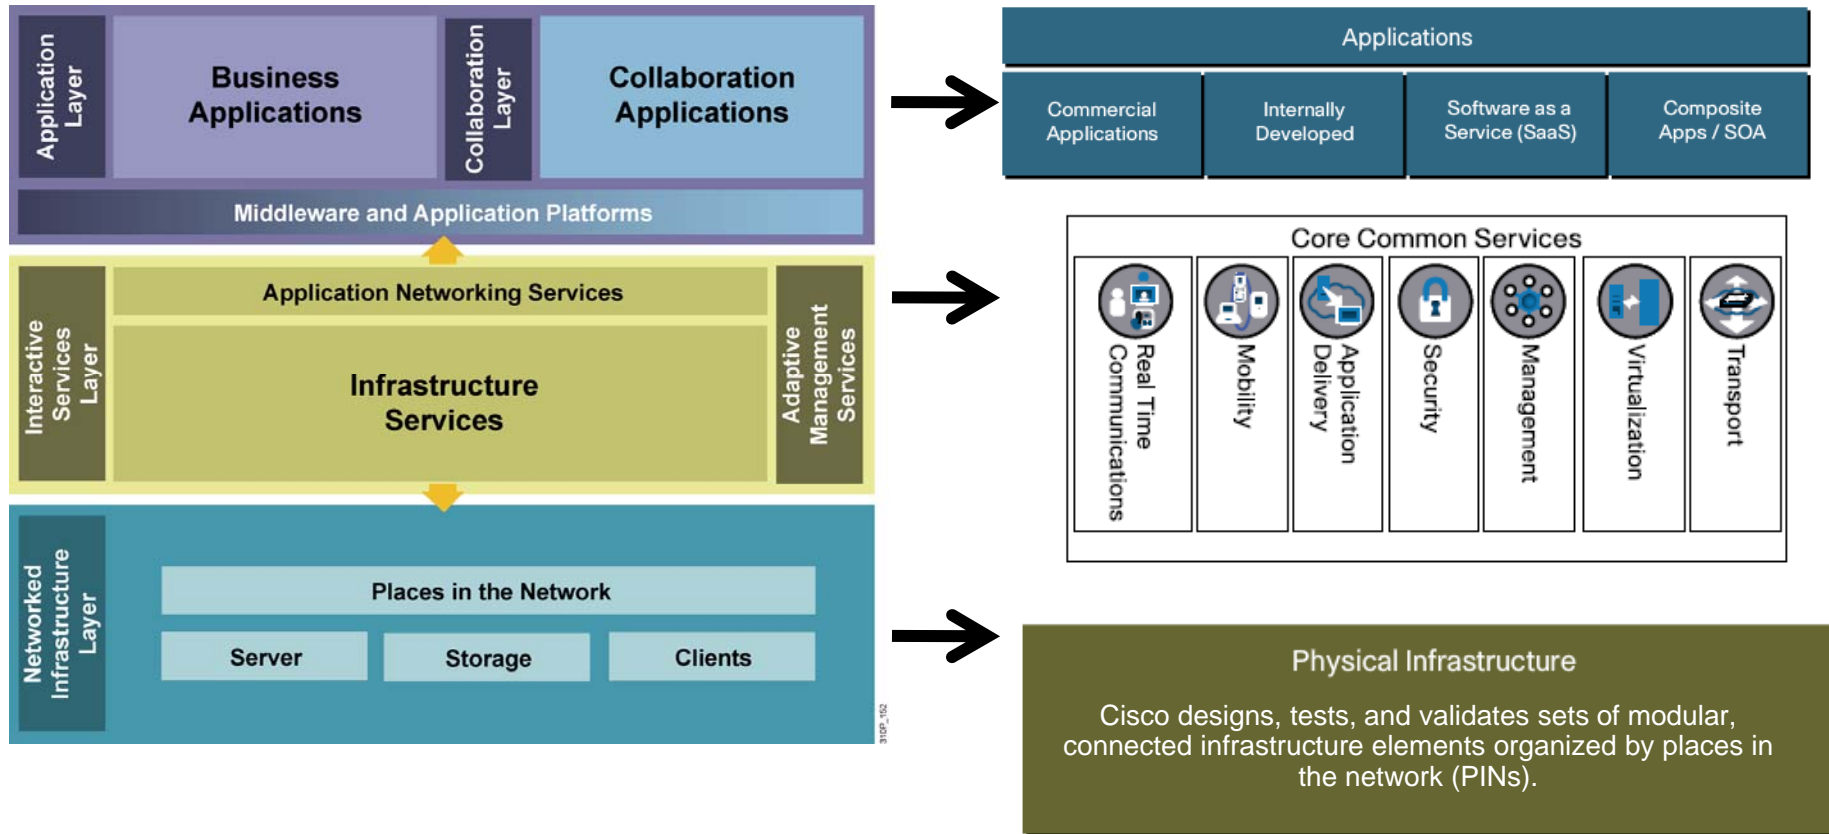 Application
Layer
Business
Applications
Collaboration
Layer
Collaboration
Applications
Middleware and Application Platforms
Interactive
Services
Layer
Application Networking Services
Infrastructure
Services
Adaptive
Management
Services
Networked
Infrastructure
Layer
Places in the Network
Server
Storage
Clients
310P_152
Applications
Commercial
Applications
Internally
Developed
Software as a
Service (SaaS)
Composite
Apps / SOA
Core Common Services
Real Time
Communications
Mobility
Application
Delivery
Security
Management
Virtualization
Transport
Physical Infrastructure
Cisco designs, tests, and validates sets of modular,
connected infrastructure elements organized by places in
the network (PINs).